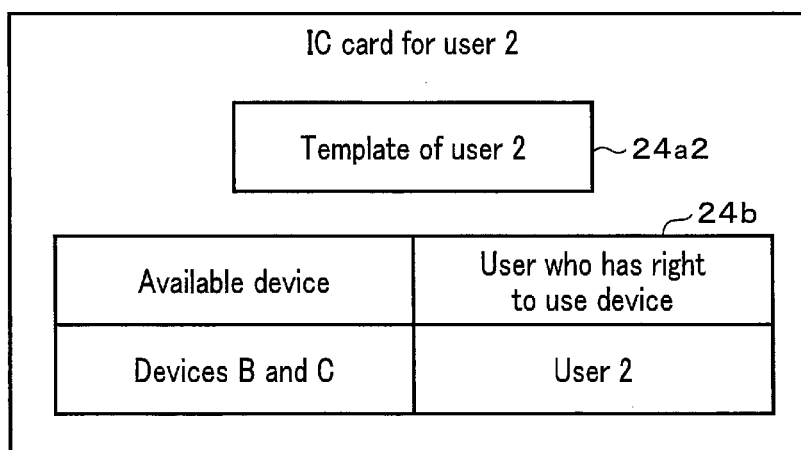 IC card for user 2
Template of user 2
24a2
24b
Available device
User who has right
to use device
Devices B and C
User 2